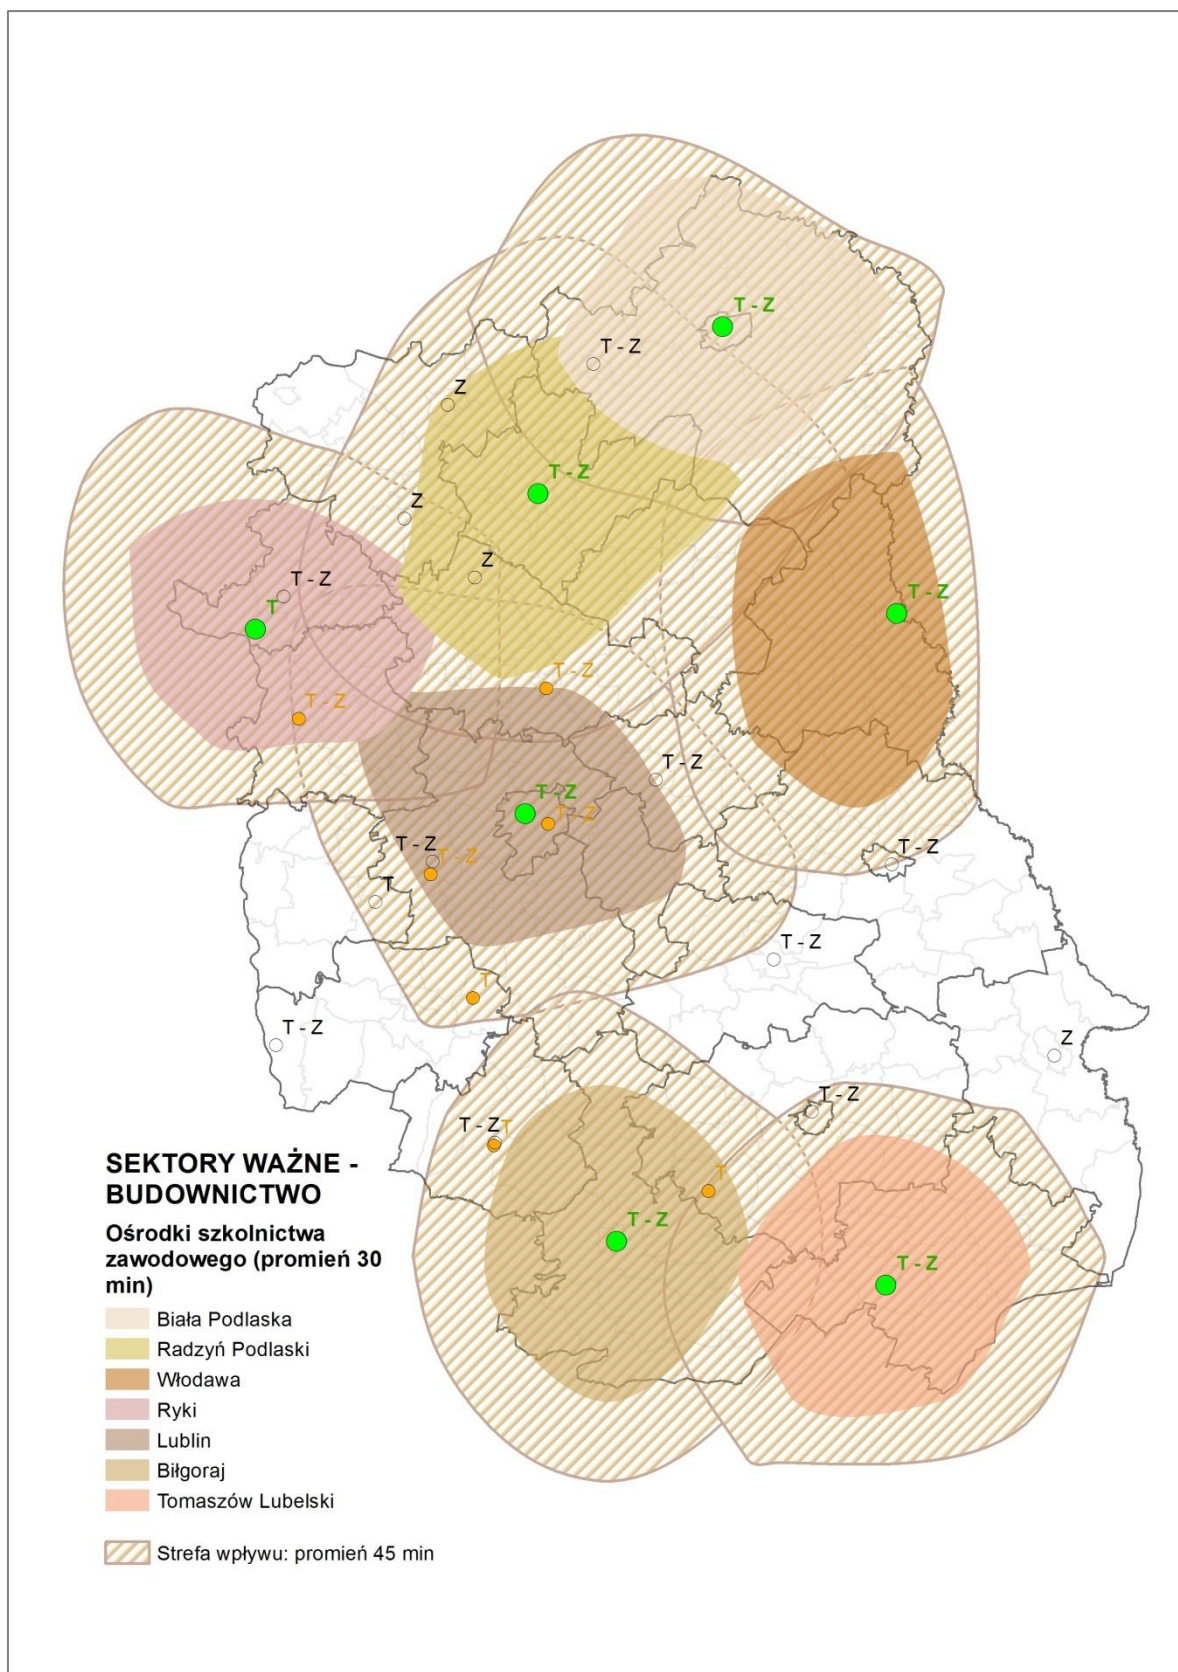 T - Z
T - Z
Z
T - Z
Z
Z
T - Z
T
T - Z
T - Z
T - Z
T - Z
T - Z
T - Z
T - Z
T - Z
T - Z
T
T - Z
T
T - Z
Z
T - Z
T - Z
T
T
T - Z
T - Z
SEKTORY WAŻNE -
BUDOWNICTWO
Ośrodki szkolnictwa
zawodowego (promień 30
min)
Biała Podlaska
Radzyń Podlaski
Włodawa
Ryki
Lublin
Biłgoraj
Tomaszów Lubelski
Strefa wpływu: promień 45 min